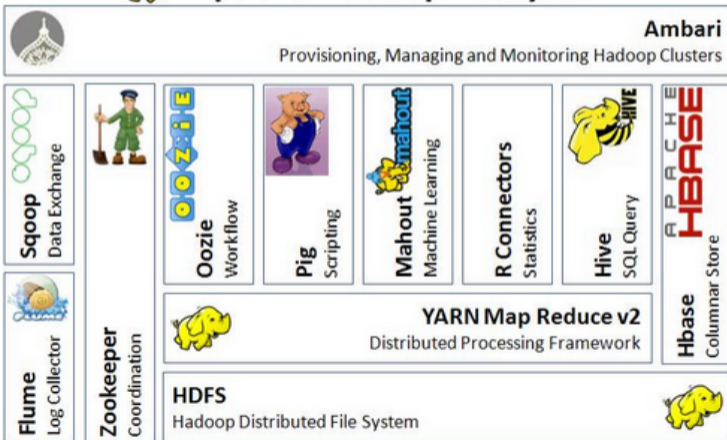 Ambari
Provisioning, Managing and Monitoring Hadoop Clusters
sqoop
Sqoop
Data Exchange
FLUME
Flume
Log Collector
Zookeeper
Coordination
OOZIE
Oozie
Workflow
Pig
Scripting
mahout
Mahout
Machine Learning
R Connectors
Statistics
HIVE
Hive
SQL Query
APACHE
HBASE
Hbase
Columnar Store
YARN Map Reduce v2
Distributed Processing Framework
HDFS
Hadoop Distributed File System